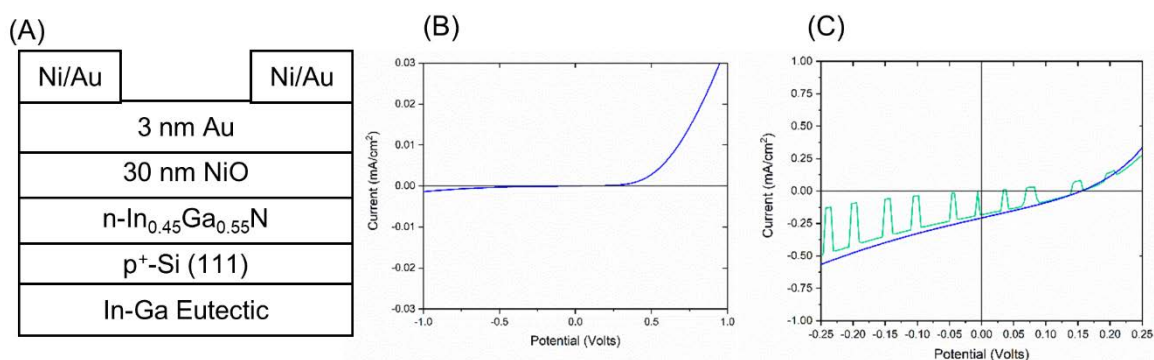 (A)
Ni/Au
Ni/Au
3 nm Au
30 nm NiO
n-In₀.₄₅Ga₀.₅₅N
p⁺-Si (111)
In-Ga Eutectic
(B)
0.03
0.02
0.01
0.00
-0.01
-0.02
-0.03
Current (mA/cm²)
-1.0 -0.5 0.0 0.5 1.0
Potential (Volts)
(C)
1.00
0.75
0.50
0.25
0.00
-0.25
-0.50
-0.75
-1.00
Current (mA/cm²)
-0.25 -0.20 -0.15 -0.10 -0.05 0.00 0.05 0.10 0.15 0.20 0.25
Potential (Volts)